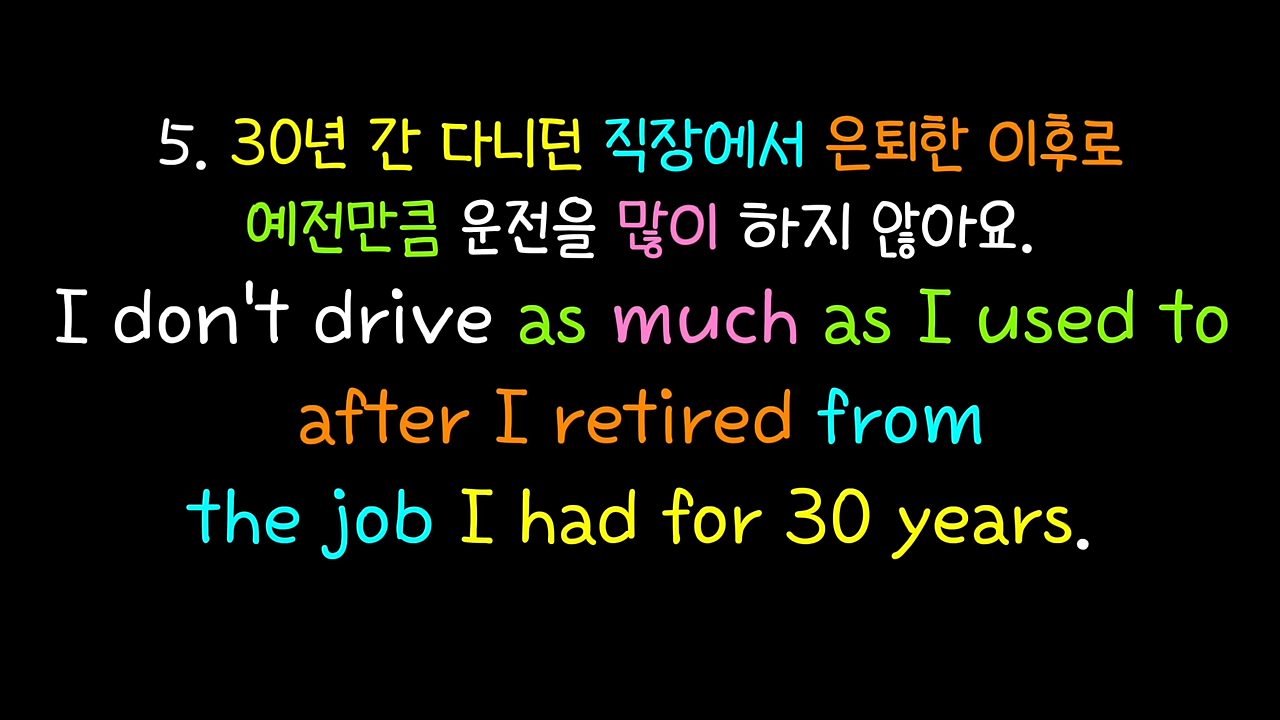 5. 30년 간 다니던 직장에서 은퇴한 이후로
예전만큼 운전을 많이 하지 않아요.
I don't drive as much as I used to
after I retired from
the job I had for 30 years.